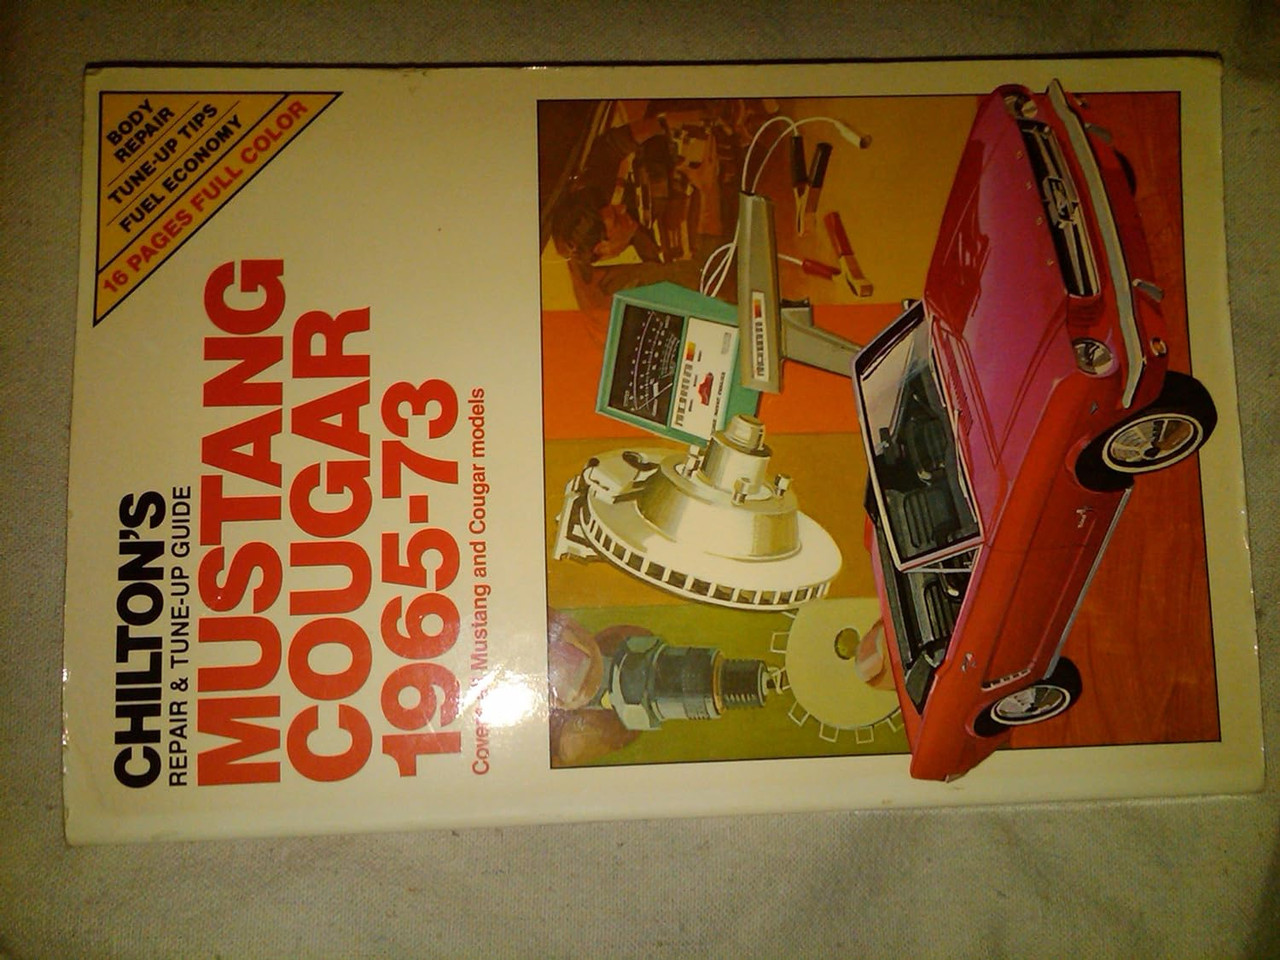 BODY
REPAIR
TUNE-UP TIPS
FUEL ECONOMY
16 PAGES FULL COLOR
CHILTON'S
REPAIR & TUNE-UP GUIDE
MUSTANG
COUGAR
1965-73
Mustang and Cougar models